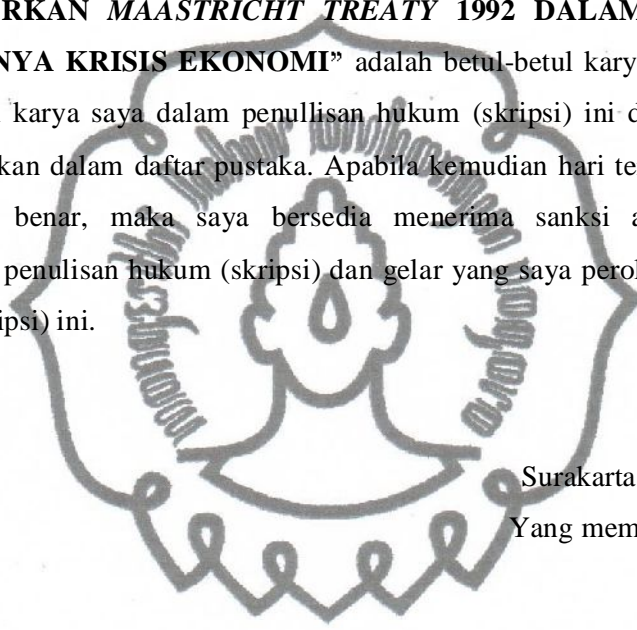 RKAN MAASTRICHT TREATY 1992 DALAM
NYA KRISIS EKONOMI” adalah betul-betul kary
karya saya dalam penullisan hukum (skripsi) ini d
kan dalam daftar pustaka. Apabila kemudian hari te
benar, maka saya bersedia menerima sanksi a
penulisan hukum (skripsi) dan gelar yang saya perol
ipsi) ini.
Surakarta
Yang mem